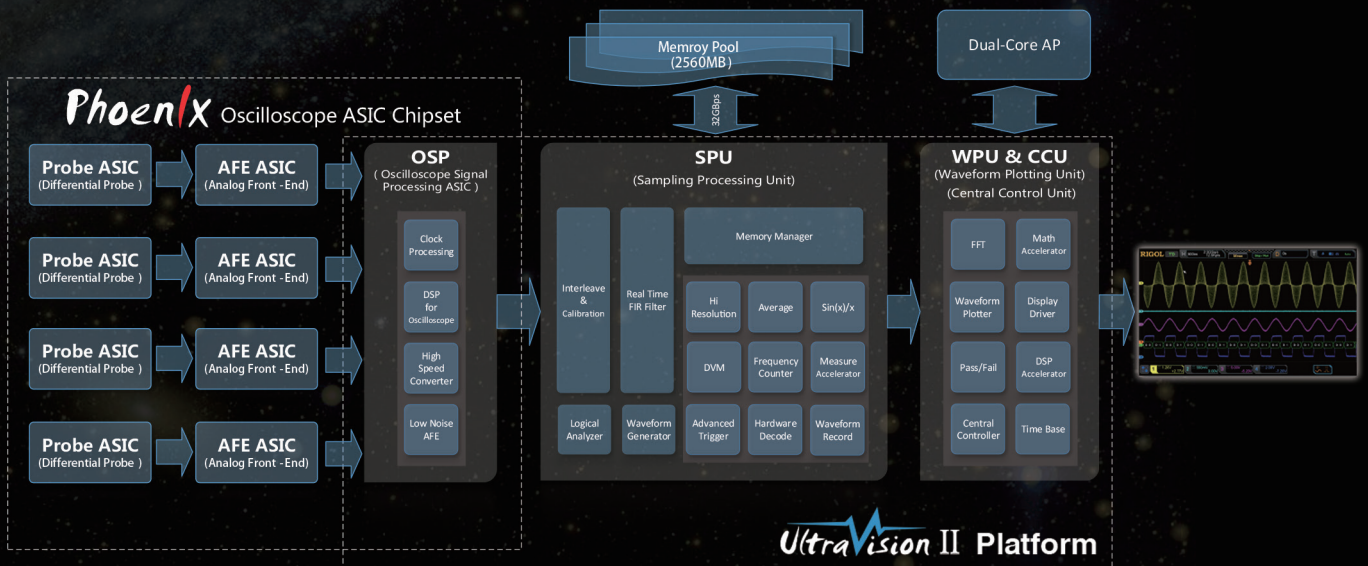 Memroy Pool
(2560MB)
Dual-Core AP
32GBps
PhoenIx Oscilloscope ASIC Chipset
Probe ASIC
(Differential Probe )
AFE ASIC
(Analog Front -End)
Probe ASIC
(Differential Probe )
AFE ASIC
(Analog Front -End)
Probe ASIC
(Differential Probe )
AFE ASIC
(Analog Front -End)
Probe ASIC
(Differential Probe )
AFE ASIC
(Analog Front -End)
OSP
( Oscilloscope Signal
Processing ASIC )
Clock
Processing
DSP
for
Oscilloscope
High
Speed
Converter
Low Noise
AFE
SPU
(Sampling Processing Unit)
Interleave
&
Calibration
Real Time
FIR Filter
Memory Manager
Hi
Resolution
Average
Sin(x)/x
DVM
Frequency
Counter
Measure
Accelerator
Logical
Analyzer
Waveform
Generator
Advanced
Trigger
Hardware
Decode
Waveform
Record
WPU & CCU
(Waveform Plotting Unit)
(Central Control Unit)
FFT
Math
Accelerator
Waveform
Plotter
Display
Driver
Pass/Fail
DSP
Accelerator
Central
Controller
Time Base
RIGOL
UltraVision II Platform